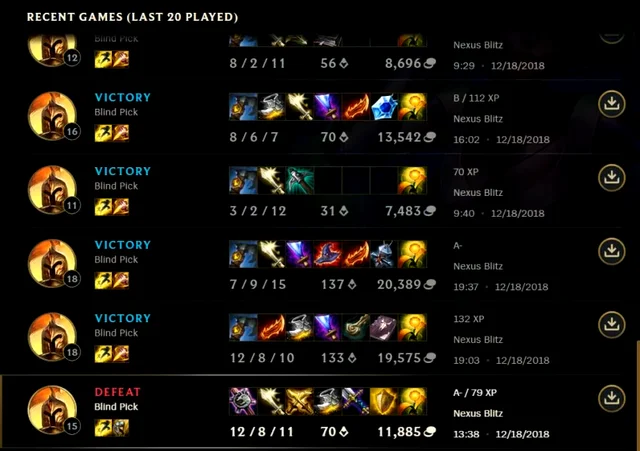 RECENT GAMES (LAST 20 PLAYED)
Blind Pick
12
8 / 2 / 11 56 8,696
Nexus Blitz
9:29 • 12/18/2018
VICTORY
Blind Pick
16
8 / 6 / 7 70 13,542
B / 112 XP
Nexus Blitz
16:02 • 12/18/2018
VICTORY
Blind Pick
11
3 / 2 / 12 31 7,483
70 XP
Nexus Blitz
9:40 • 12/18/2018
VICTORY
Blind Pick
18
7 / 9 / 15 137 20,389
A-
Nexus Blitz
19:37 • 12/18/2018
VICTORY
Blind Pick
18
12 / 8 / 10 133 19,575
132 XP
Nexus Blitz
19:03 • 12/18/2018
DEFEAT
Blind Pick
15
12 / 8 / 11 70 11,885
A- / 79 XP
Nexus Blitz
13:38 • 12/18/2018